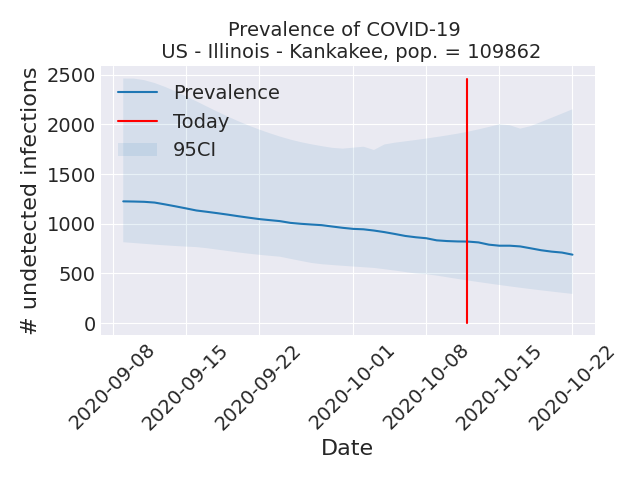 Prevalence of COVID-19
US - Illinois - Kankakee, pop. = 109862
# undetected infections
2500
2000
1500
1000
500
0
Prevalence
Today
95CI
2020-09-08
2020-09-15
2020-09-22
2020-10-01
2020-10-08
2020-10-15
2020-10-22
Date